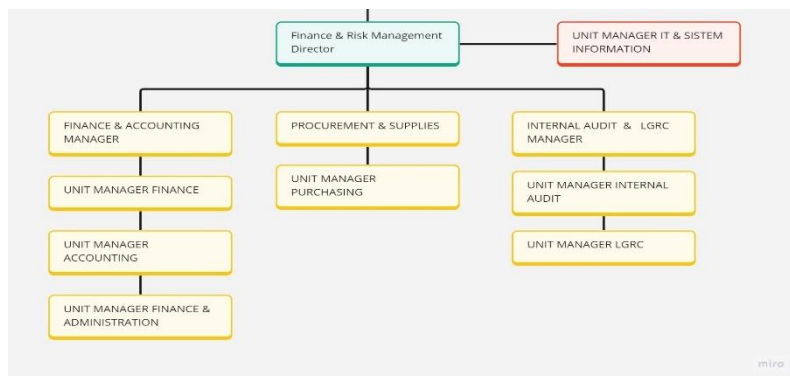 Finance & Risk Management
Director
UNIT MANAGER IT & SISTEM
INFORMATION
FINANCE & ACCOUNTING
MANAGER
PROCUREMENT & SUPPLIES
INTERNAL AUDIT & LGRC
MANAGER
UNIT MANAGER FINANCE
UNIT MANAGER
PURCHASING
UNIT MANAGER INTERNAL
AUDIT
UNIT MANAGER
ACCOUNTING
UNIT MANAGER LGRC
UNIT MANAGER FINANCE &
ADMINISTRATION
miro